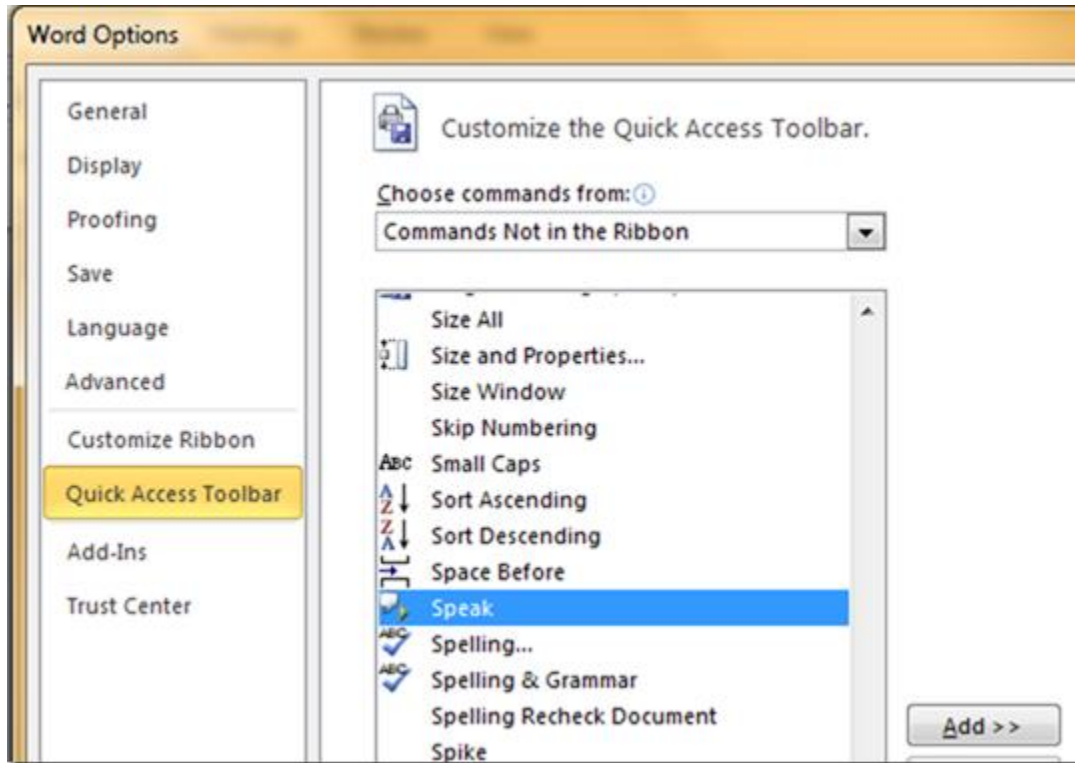 Word Options
General
Display
Proofing
Save
Language
Advanced
Customize Ribbon
Quick Access Toolbar
Add-Ins
Trust Center
Customize the Quick Access Toolbar.
Choose commands from:
Commands Not in the Ribbon
Size All
Size and Properties...
Size Window
Skip Numbering
ABC Small Caps
A Z Sort Ascending
Z A Sort Descending
Space Before
Speak
ABC Spelling...
ABC Spelling & Grammar
Spelling Recheck Document
Spike
Add >>